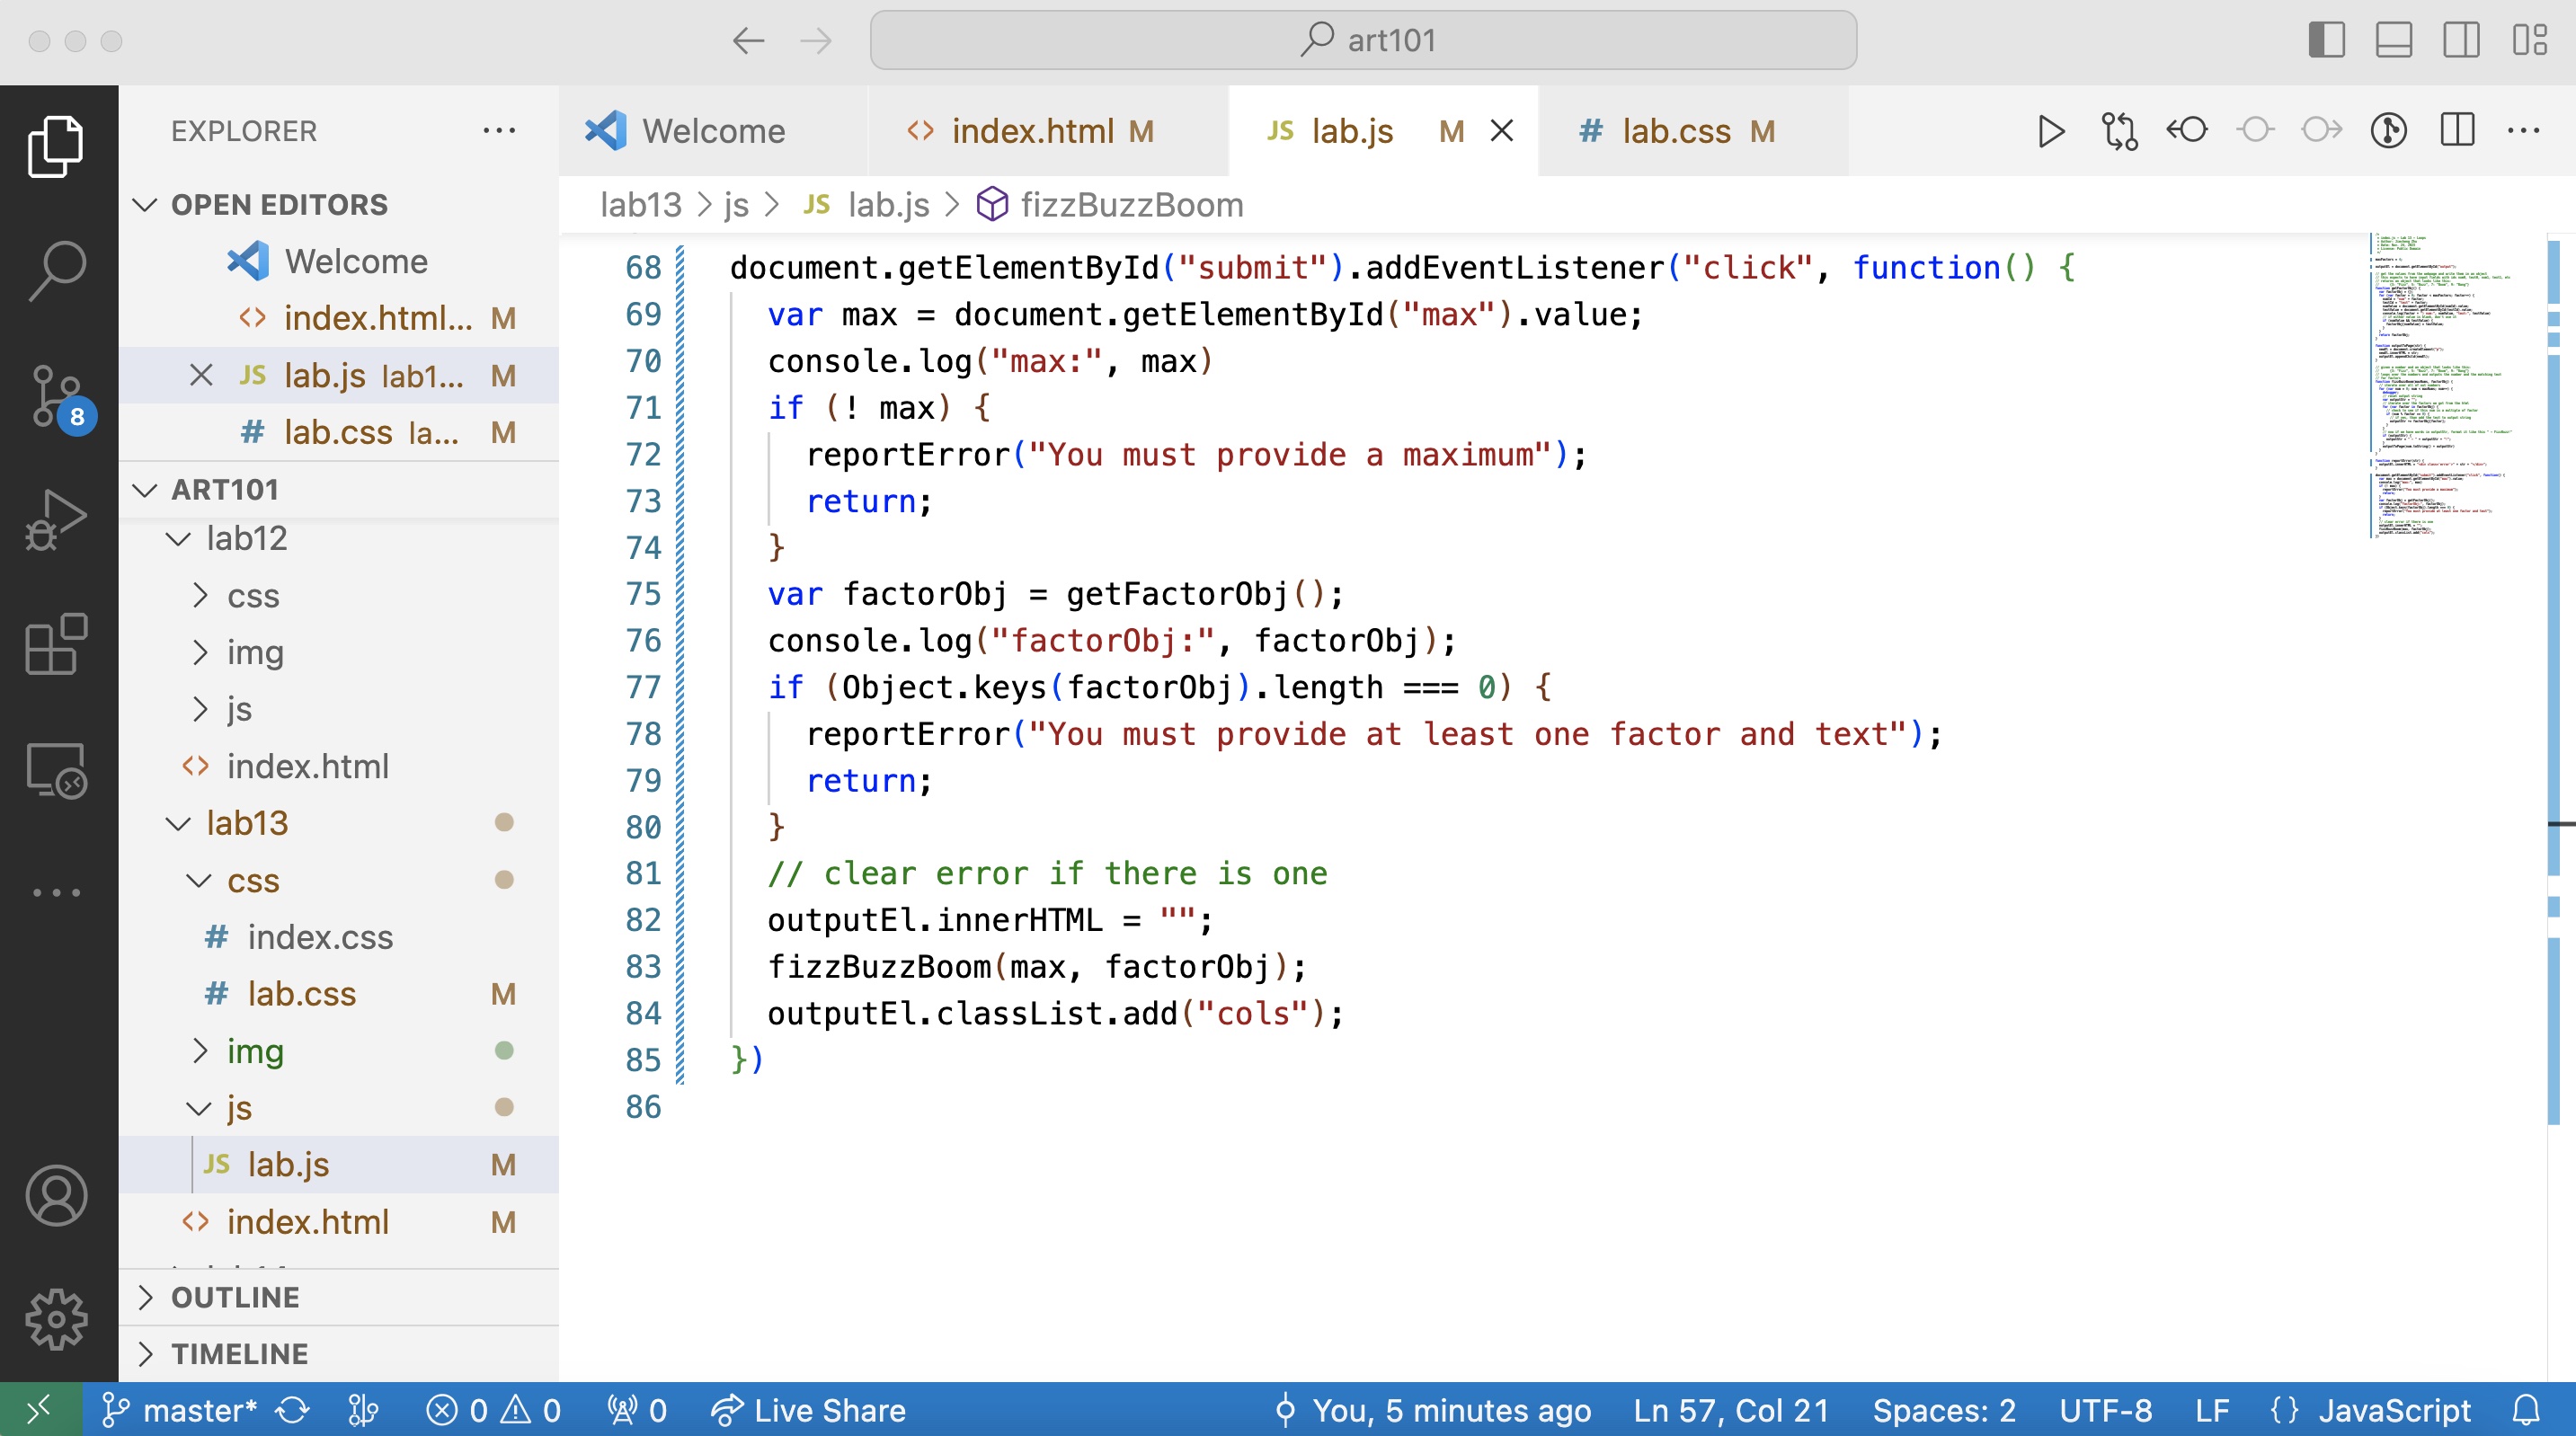 art101
EXPLORER
OPEN EDITORS
Welcome
index.html... M
JS lab.js lab1... M
# lab.css la... M
ART101
lab12
css
img
js
index.html
lab13
css
# index.css
# lab.css M
img
js
JS lab.js M
index.html M
OUTLINE
TIMELINE
8
Welcome
index.html M
JS lab.js M
# lab.css M
lab13 > js > JS lab.js > fizzBuzzBoom
68 document.getElementById("submit").addEventListener("click", function() {
69 var max = document.getElementById("max").value;
70 console.log("max:", max)
71 if (! max) {
72 reportError("You must provide a maximum");
73 return;
74 }
75 var factorObj = getFactorObj();
76 console.log("factorObj:", factorObj);
77 if (Object.keys(factorObj).length === 0) {
78 reportError("You must provide at least one factor and text");
79 return;
80 }
81 // clear error if there is one
82 outputEl.innerHTML = "";
83 fizzBuzzBoom(max, factorObj);
84 outputEl.classList.add("cols");
85 })
86
master* 0 0 0 Live Share You, 5 minutes ago Ln 57, Col 21 Spaces: 2 UTF-8 LF {} JavaScript